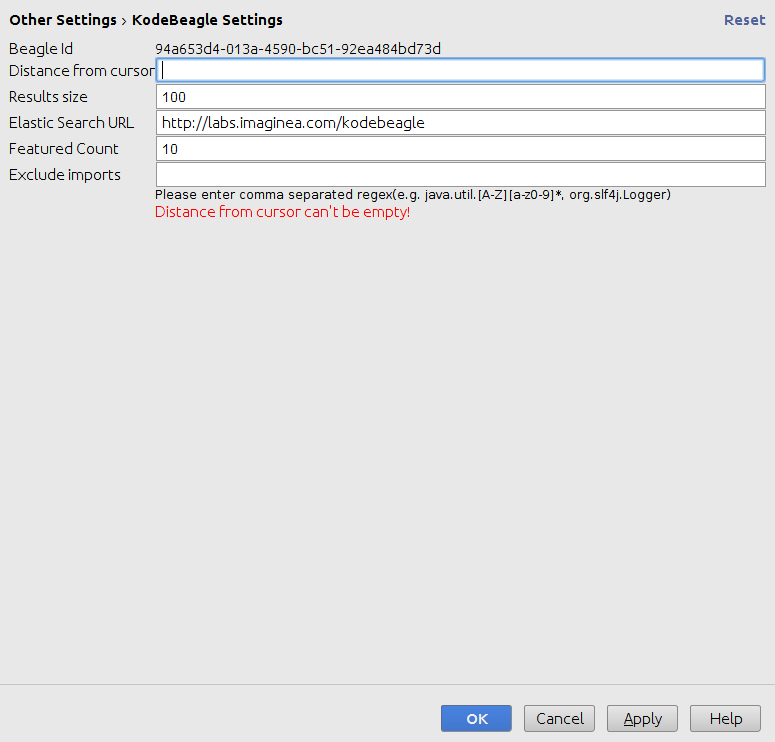 Other Settings › KodeBeagle Settings Reset
Beagle Id 94a653d4-013a-4590-bc51-92ea484bd73d
Distance from cursor
Results size 100
Elastic Search URL http://labs.imaginea.com/kodebeagle
Featured Count 10
Exclude imports
Please enter comma separated regex(e.g. java.util.[A-Z][a-z0-9]*, org.slf4j.Logger)
Distance from cursor can't be empty!
OK Cancel Apply Help